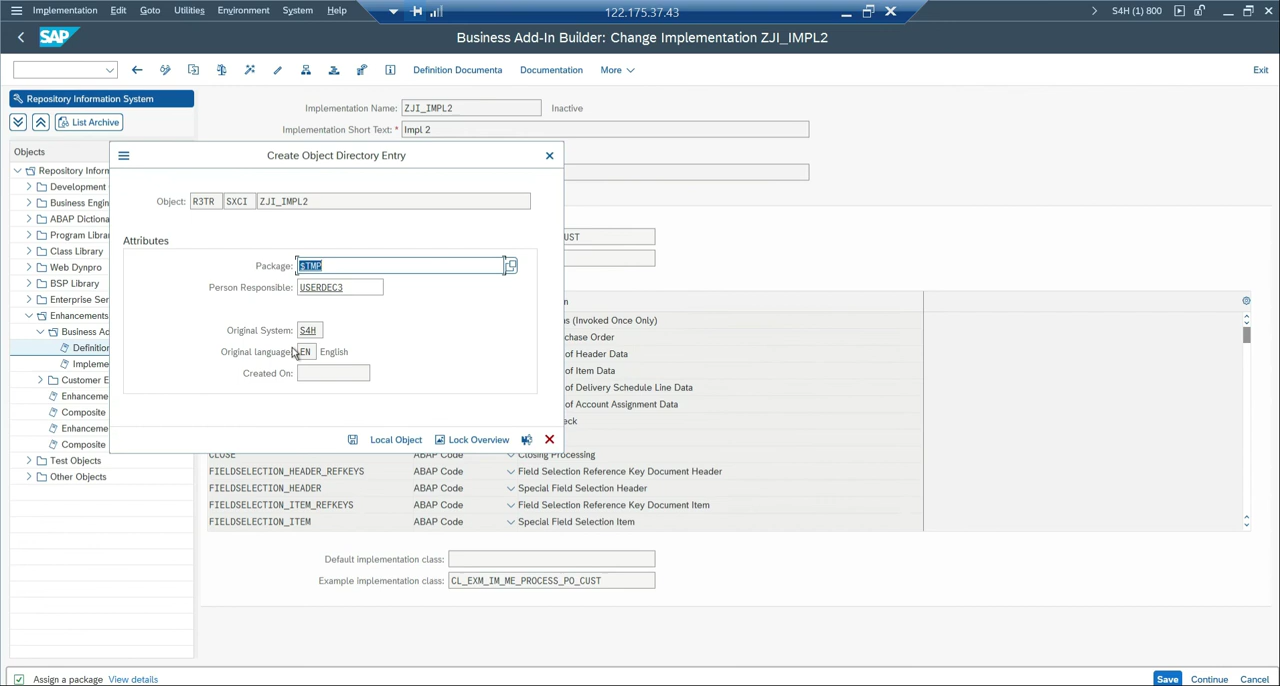 Implementation Edit Goto Utilities Environment System Help
122.175.37.43
S4H (1) 800
SAP
Business Add-In Builder: Change Implementation ZJI_IMPL2
Definition Documenta Documentation More Exit
Repository Information System
List Archive
Implementation Name: ZJI_IMPL2 Inactive
Implementation Short Text: * Impl 2
Objects
Repository Inforn
Development
Business Engin
ABAP Dictiona
Program Libra
Class Library
Web Dynpro
BSP Library
Enterprise Ser
Enhancements
Business Ac
Definition
Impleme
Customer E
Enhanceme
Composite
Enhanceme
Composite
Test Objects
Other Objects
Create Object Directory Entry
Object: R3TR SXCI ZJI_IMPL2
Attributes
Package: $TMP
Person Responsible: USERDEC3
Original System: S4H
Original language: EN English
Created On:
Local Object Lock Overview
UST
n
s (Invoked Once Only)
chase Order
of Header Data
of Item Data
of Delivery Schedule Line Data
of Account Assignment Data
eck
CLOSE ABAP Code Closing Processing
FIELDSELECTION_HEADER_REFKEYS ABAP Code Field Selection Reference Key Document Header
FIELDSELECTION_HEADER ABAP Code Special Field Selection Header
FIELDSELECTION_ITEM_REFKEYS ABAP Code Field Selection Reference Key Document Item
FIELDSELECTION_ITEM ABAP Code Special Field Selection Item
Default implementation class:
Example implementation class: CL_EXM_IM_ME_PROCESS_PO_CUST
Assign a package View details Save Continue Cancel